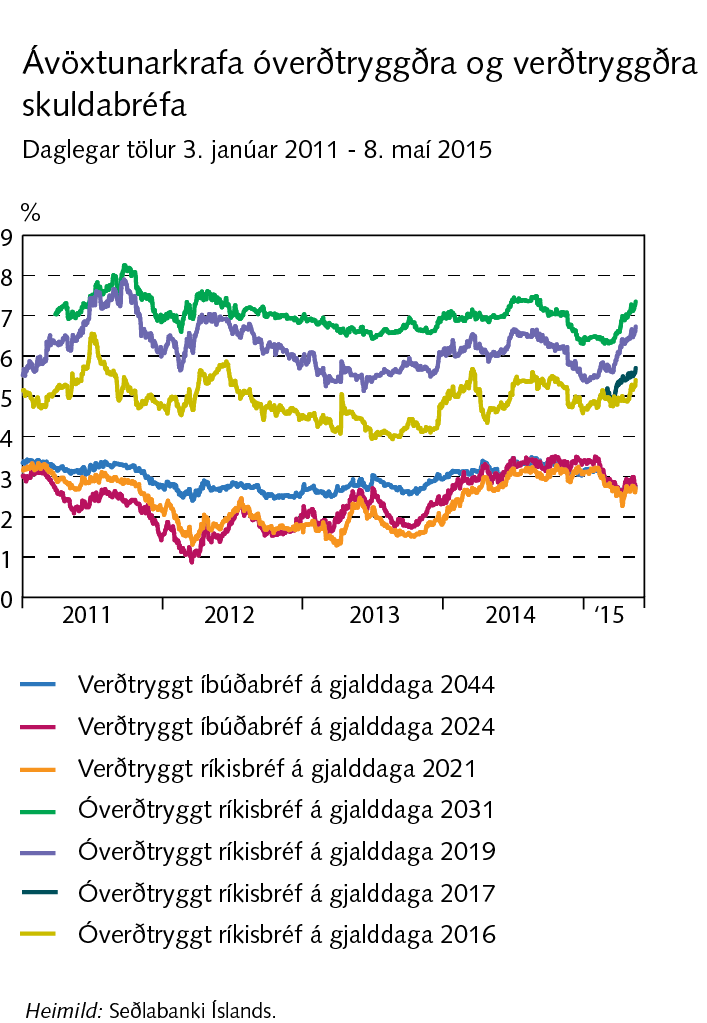 Ávöxtunarkrafa óverðtryggðra og verðtryggðra
skuldabréfa
Daglegar tölur 3. janúar 2011 - 8. maí 2015
%
9
8
7
6
5
4
3
2
1
0
2011 2012 2013 2014 ‘15
Verðtryggt íbúðabréf á gjalddaga 2044
Verðtryggt íbúðabréf á gjalddaga 2024
Verðtryggt ríkisbréf á gjalddaga 2021
Óverðtryggt ríkisbréf á gjalddaga 2031
Óverðtryggt ríkisbréf á gjalddaga 2019
Óverðtryggt ríkisbréf á gjalddaga 2017
Óverðtryggt ríkisbréf á gjalddaga 2016
Heimild: Seðlabanki Íslands.